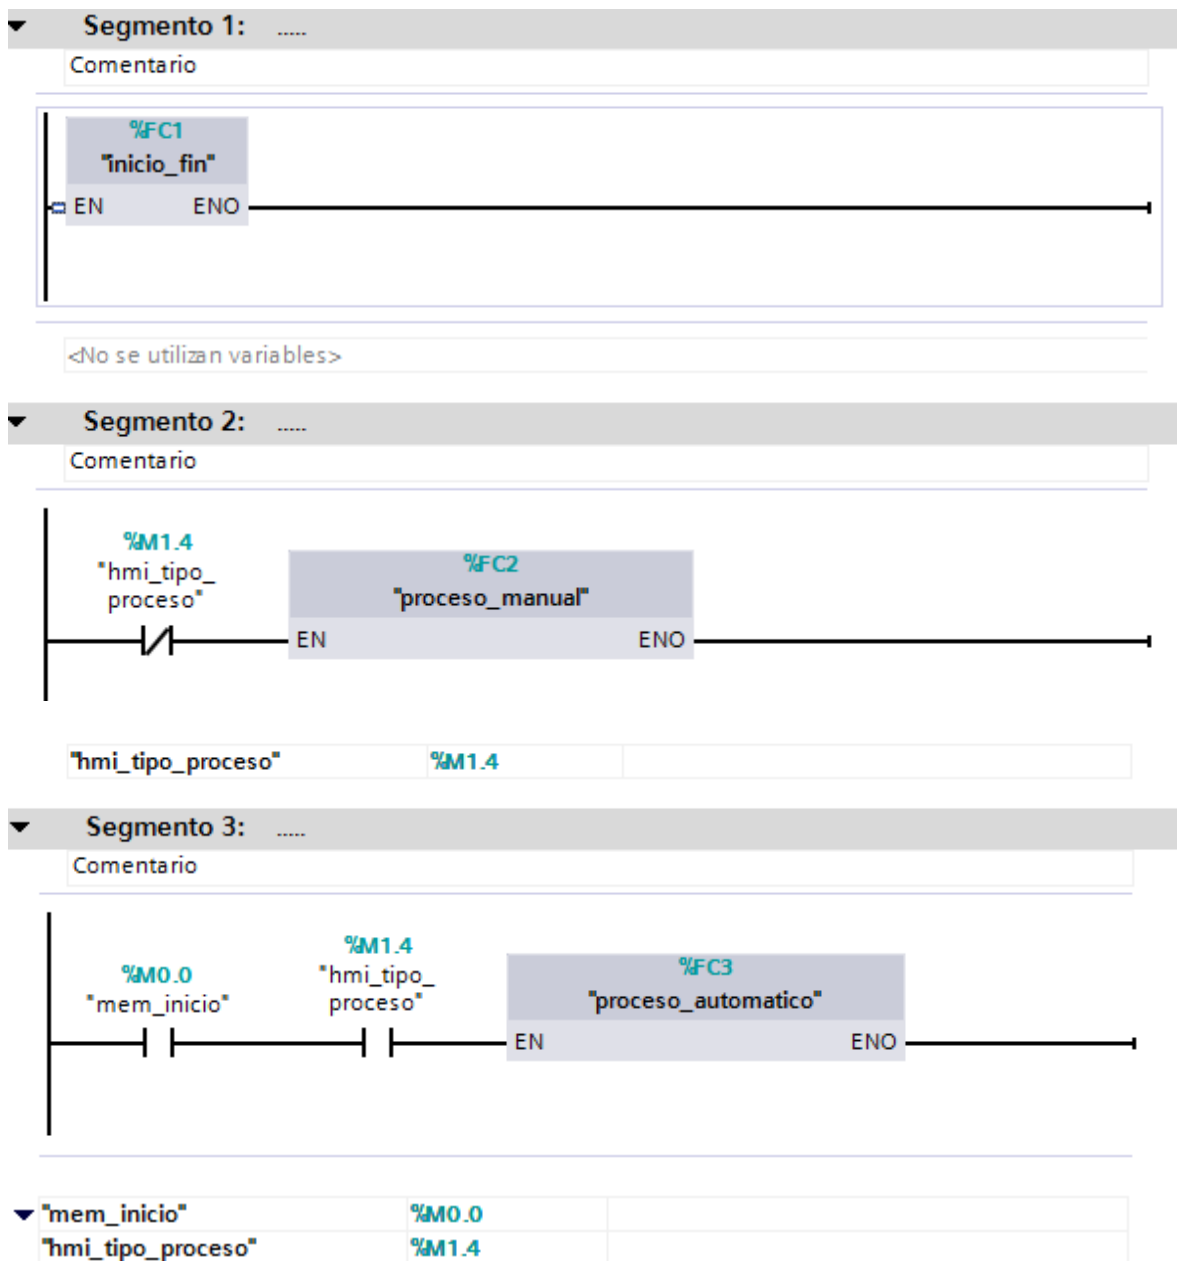 Segmento 1: .....
Comentario
%FC1
"inicio_fin"
EN ENO
<No se utilizan variables>
Segmento 2: .....
Comentario
%M1.4
"hmi_tipo_
proceso"
%FC2
"proceso_manual"
EN ENO
"hmi_tipo_proceso" %M1.4
Segmento 3: .....
Comentario
%M0.0
"mem_inicio"
%M1.4
"hmi_tipo_
proceso"
%FC3
"proceso_automatico"
EN ENO
"mem_inicio" %M0.0
"hmi_tipo_proceso" %M1.4